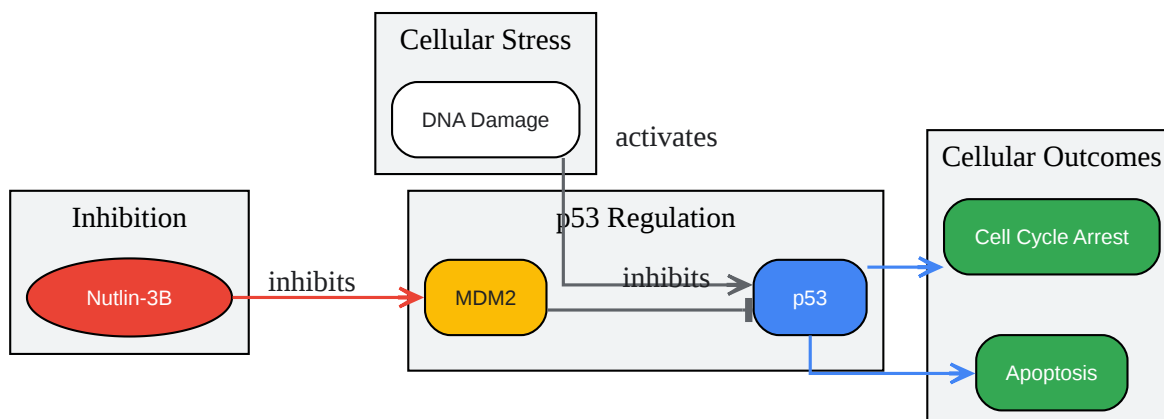 Cellular Stress
DNA Damage
activates
Cellular Outcomes
Cell Cycle Arrest
Inhibition
p53 Regulation
Nutlin-3B
inhibits
MDM2
inhibits
p53
Apoptosis